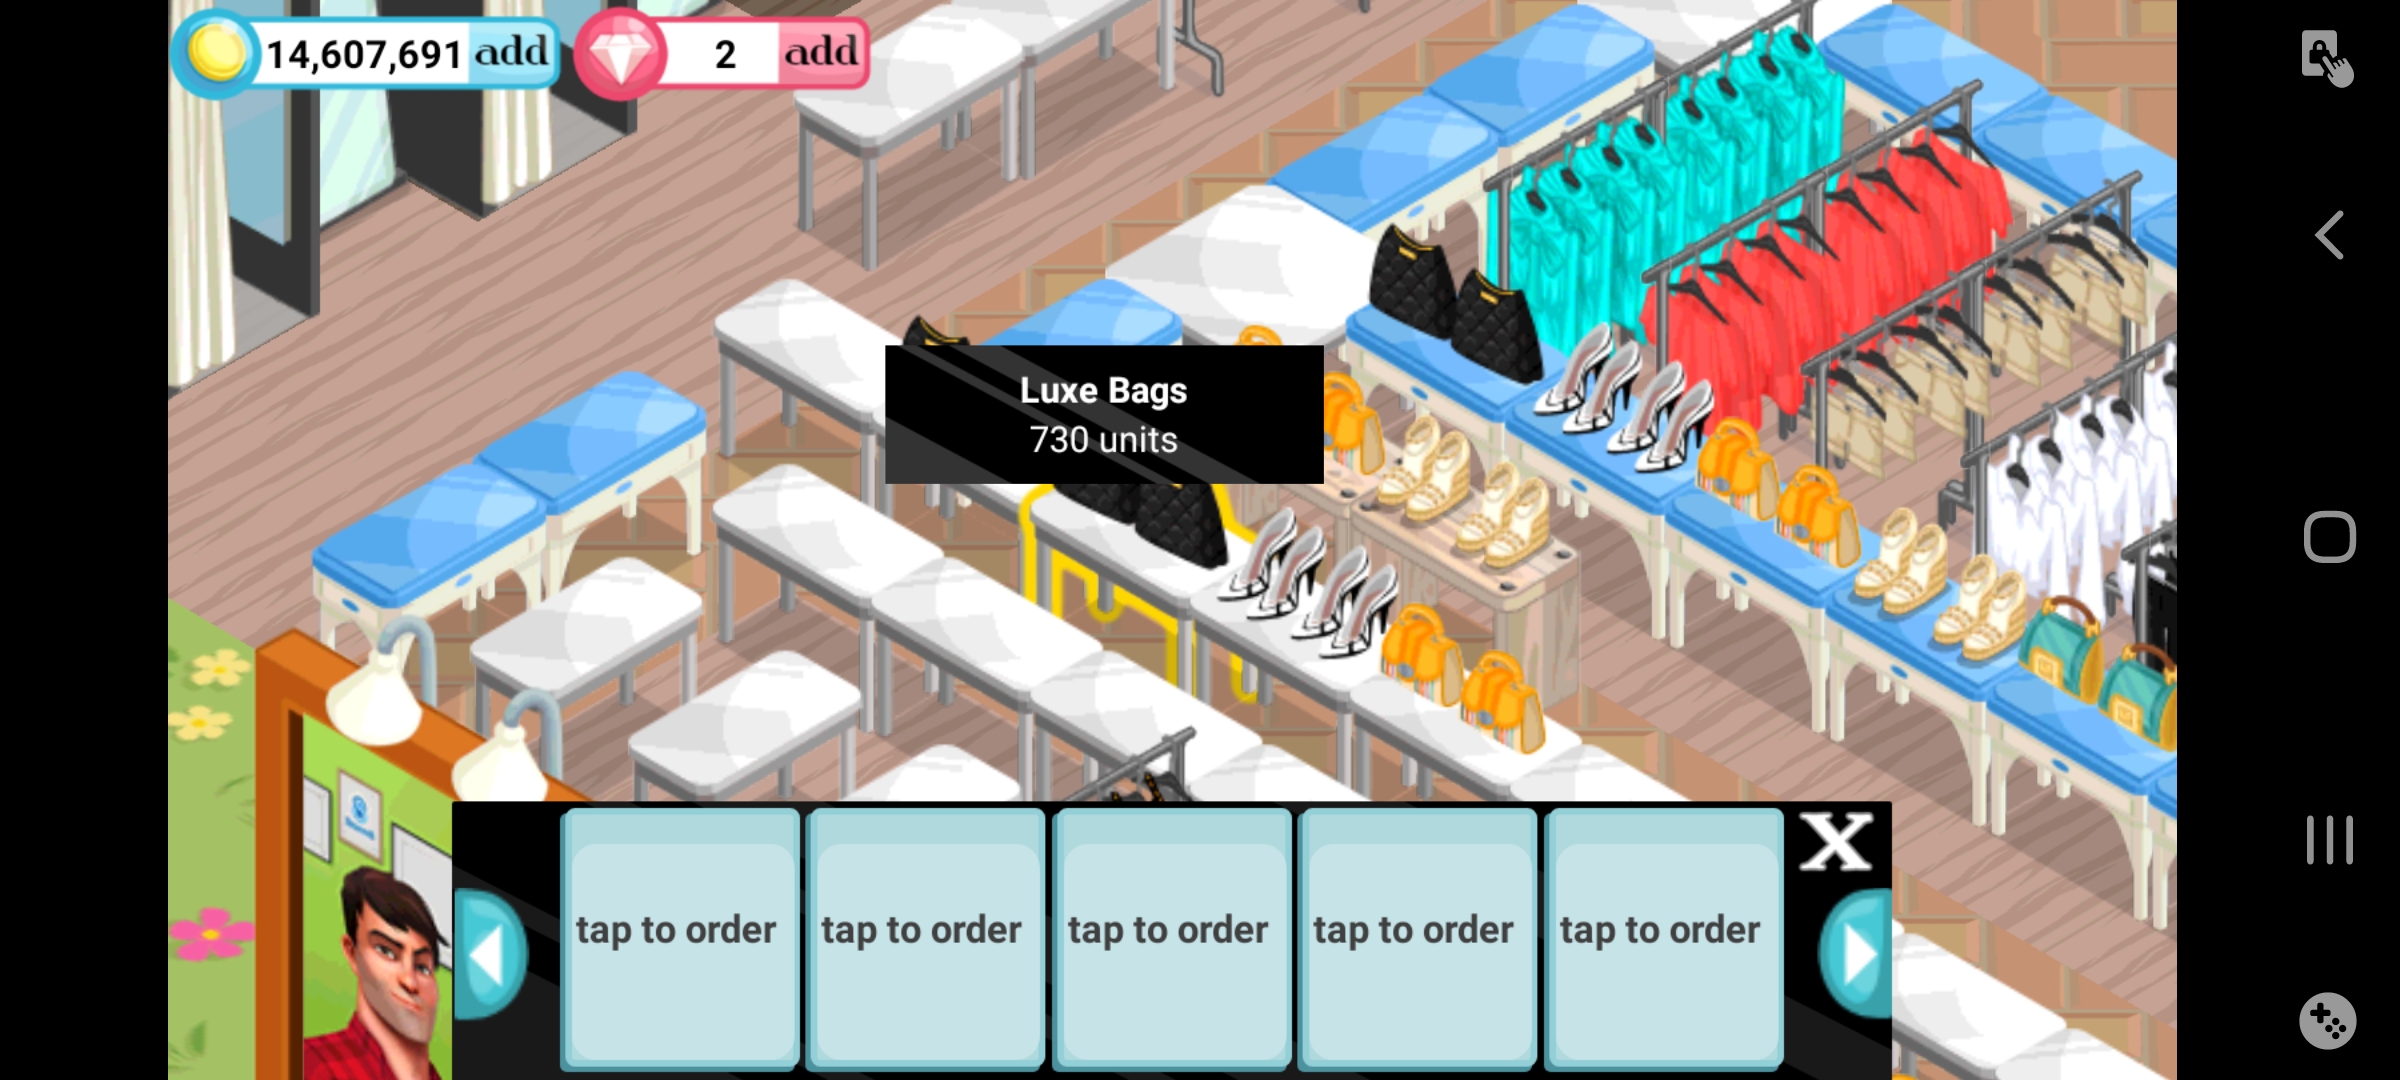 14,607,691 add
2 add
Luxe Bags
730 units
X
tap to order
tap to order
tap to order
tap to order
tap to order